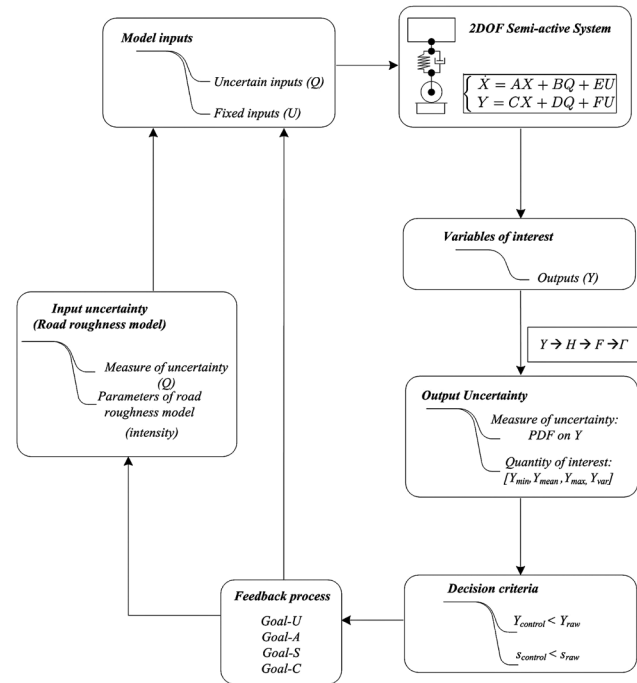 Model inputs
Uncertain inputs (Q)
Fixed inputs (U)
2DOF Semi-active System
Ẋ = AX + BQ + EU
Y = CX + DQ + FU
Variables of interest
Outputs (Y)
Y → H → F → Γ
Input uncertainty
(Road roughness model)
Measure of uncertainty
(Q)
Parameters of road
roughness model
(intensity)
Output Uncertainty
Measure of uncertainty:
PDF on Y
Quantity of interest:
[Ymin, Ymean , Ymax, Yvar]
Feedback process
Goal-U
Goal-A
Goal-S
Goal-C
Decision criteria
Ycontrol < Yraw
scontrol < sraw